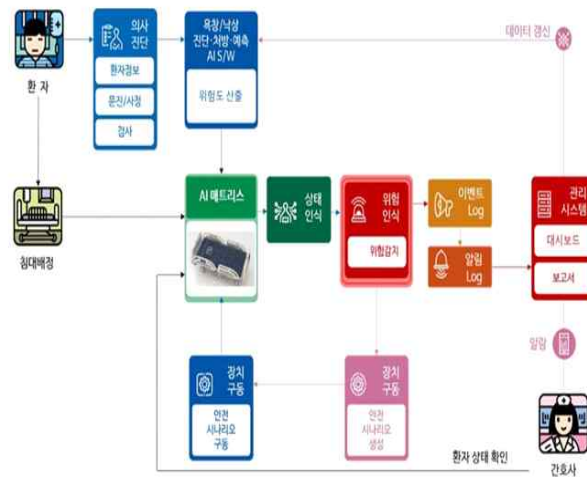 환 자
의사
진단
환자정보
문진/사정
검사
욕창/낙상
진단·처방·예측
AI S/W
위험도 산출
데이터 갱신
침대배정
AI 매트리스
상태
인식
위험
인식
위험감지
이벤트
Log
알림
Log
관리
시스템
대시보드
보고서
알람
장치
구동
안전
시나리오
구동
장치
구동
안전
시나리오
생성
환자 상태 확인
간호사